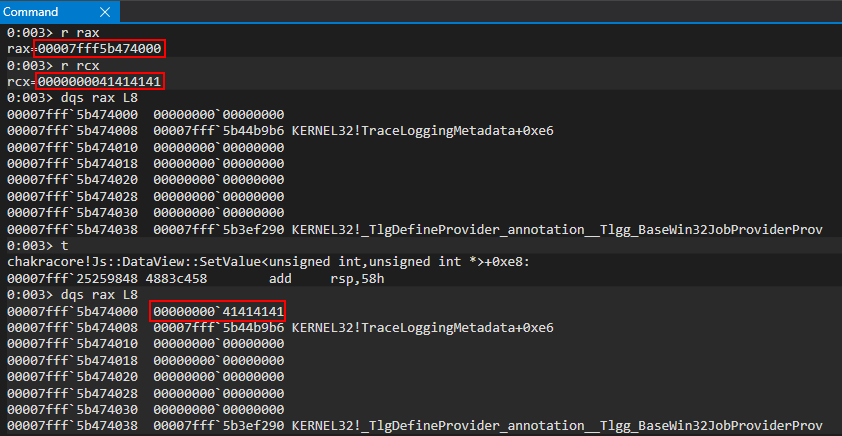 Command ×
0:003> r rax
rax=00007fff5b474000
0:003> r rcx
rcx=0000000041414141
0:003> dqs rax L8
00007fff`5b474000  00000000`00000000
00007fff`5b474008  00007fff`5b44b9b6 KERNEL32!TraceLoggingMetadata+0xe6
00007fff`5b474010  00000000`00000000
00007fff`5b474018  00000000`00000000
00007fff`5b474020  00000000`00000000
00007fff`5b474028  00000000`00000000
00007fff`5b474030  00000000`00000000
00007fff`5b474038  00007fff`5b3ef290 KERNEL32!_TlgDefineProvider_annotation__Tlgg_BaseWin32JobProviderProv
0:003> t
chakracore!Js::DataView::SetValue<unsigned int,unsigned int *>+0xe8:
00007fff`25259848 4883c458        add     rsp,58h
0:003> dqs rax L8
00007fff`5b474000  00000000`41414141
00007fff`5b474008  00007fff`5b44b9b6 KERNEL32!TraceLoggingMetadata+0xe6
00007fff`5b474010  00000000`00000000
00007fff`5b474018  00000000`00000000
00007fff`5b474020  00000000`00000000
00007fff`5b474028  00000000`00000000
00007fff`5b474030  00000000`00000000
00007fff`5b474038  00007fff`5b3ef290 KERNEL32!_TlgDefineProvider_annotation__Tlgg_BaseWin32JobProviderProv